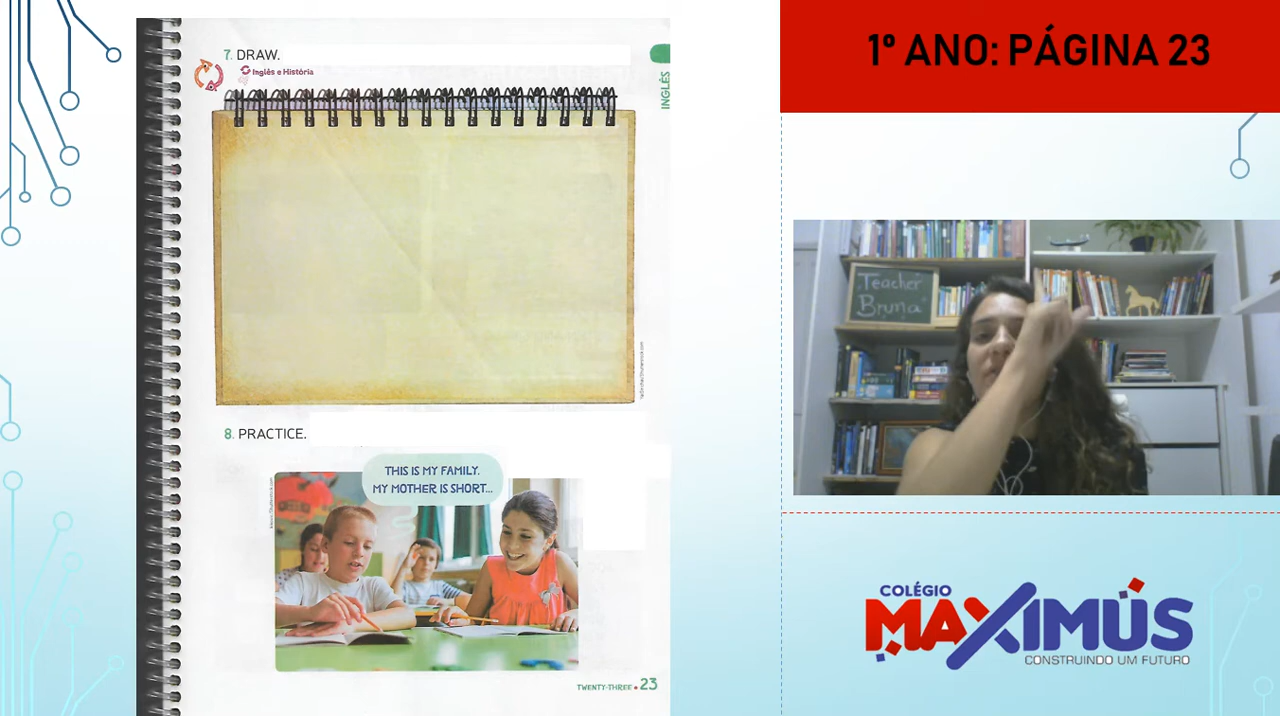 7. DRAW.
Inglês e História
INGLÊS
8. PRACTICE.
THIS IS MY FAMILY.
MY MOTHER IS SHORT...
TWENTY-THREE • 23
1º ANO: PÁGINA 23
Teacher
Bruna
COLÉGIO
MAXIMÚS
CONSTRUINDO UM FUTURO